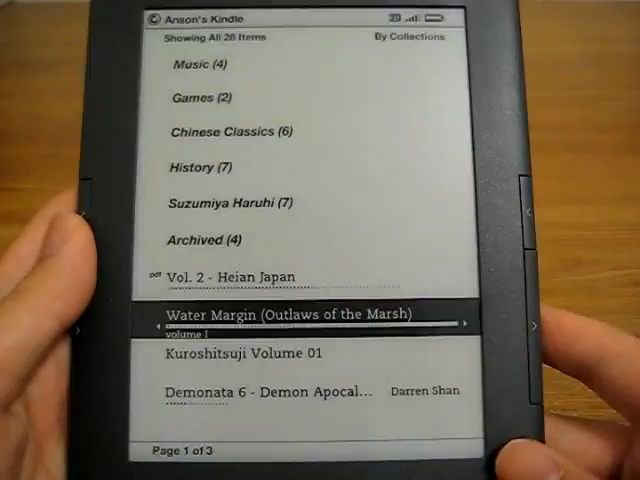 Anson's Kindle 3G
Showing All 26 Items By Collections
Music (4)
Games (2)
Chinese Classics (6)
History (7)
Suzumiya Haruhi (7)
Archived (4)
pdf Vol. 2 - Heian Japan
Water Margin (Outlaws of the Marsh)
volume I
Kuroshitsuji Volume 01
Demonata 6 - Demon Apocal... Darren Shan
Page 1 of 3